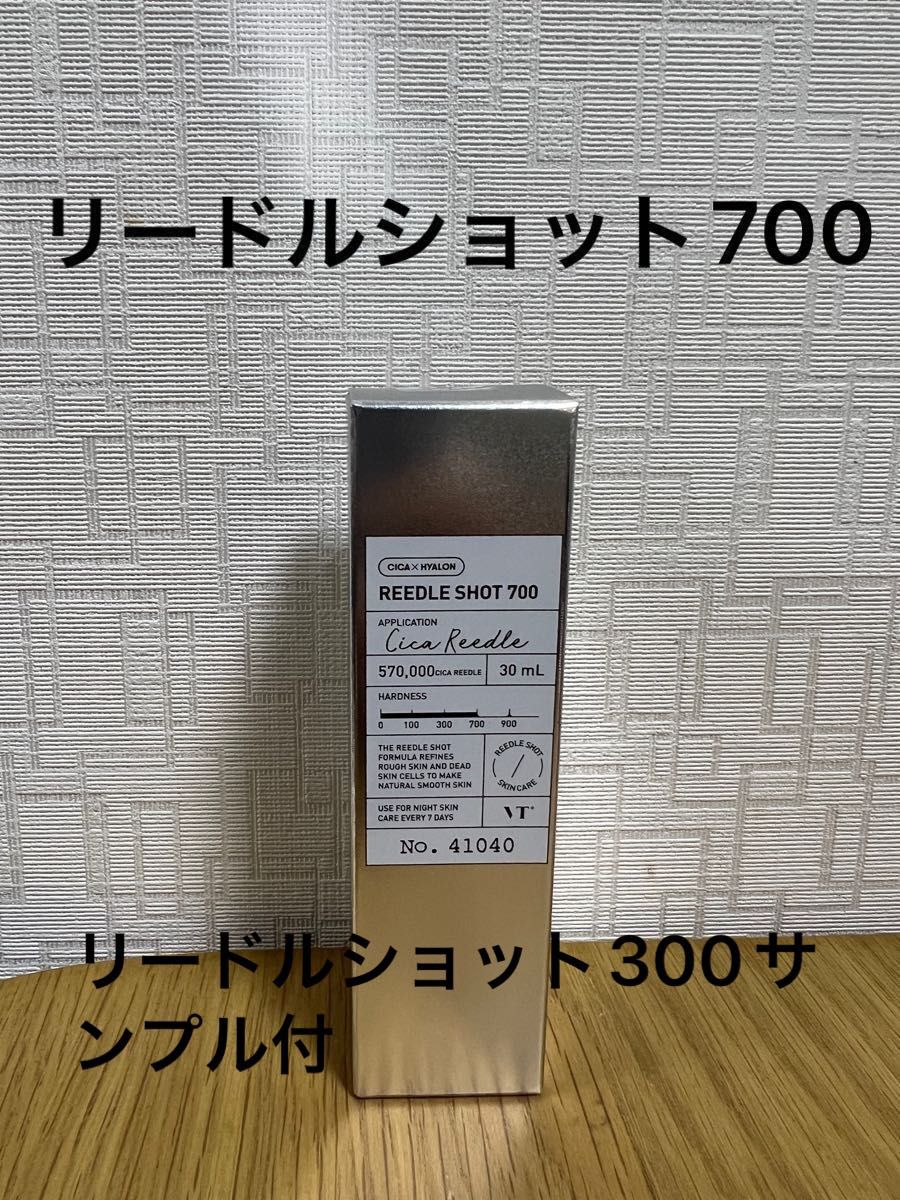 リードルショット700
CICA×HYALON
REEDLE SHOT 700
APPLICATION
Cica Reedle
570,000CICA REEDLE
30 mL
HARDNESS
0 100 300 700 900
THE REEDLE SHOT
FORMULA REFINES
ROUGH SKIN AND DEAD
SKIN CELLS TO MAKE
NATURAL SMOOTH SKIN
REEDLE SHOT
SKINCARE
USE FOR NIGHT SKIN
CARE EVERY 7 DAYS
VT®
No. 41040
リードルショット300サ
ンプル付